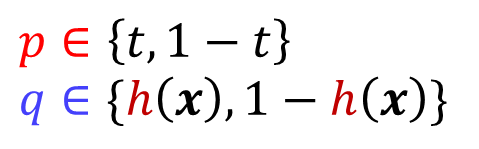 p ∈ {t, 1 − t}
q ∈ {h(x), 1 − h(x)}